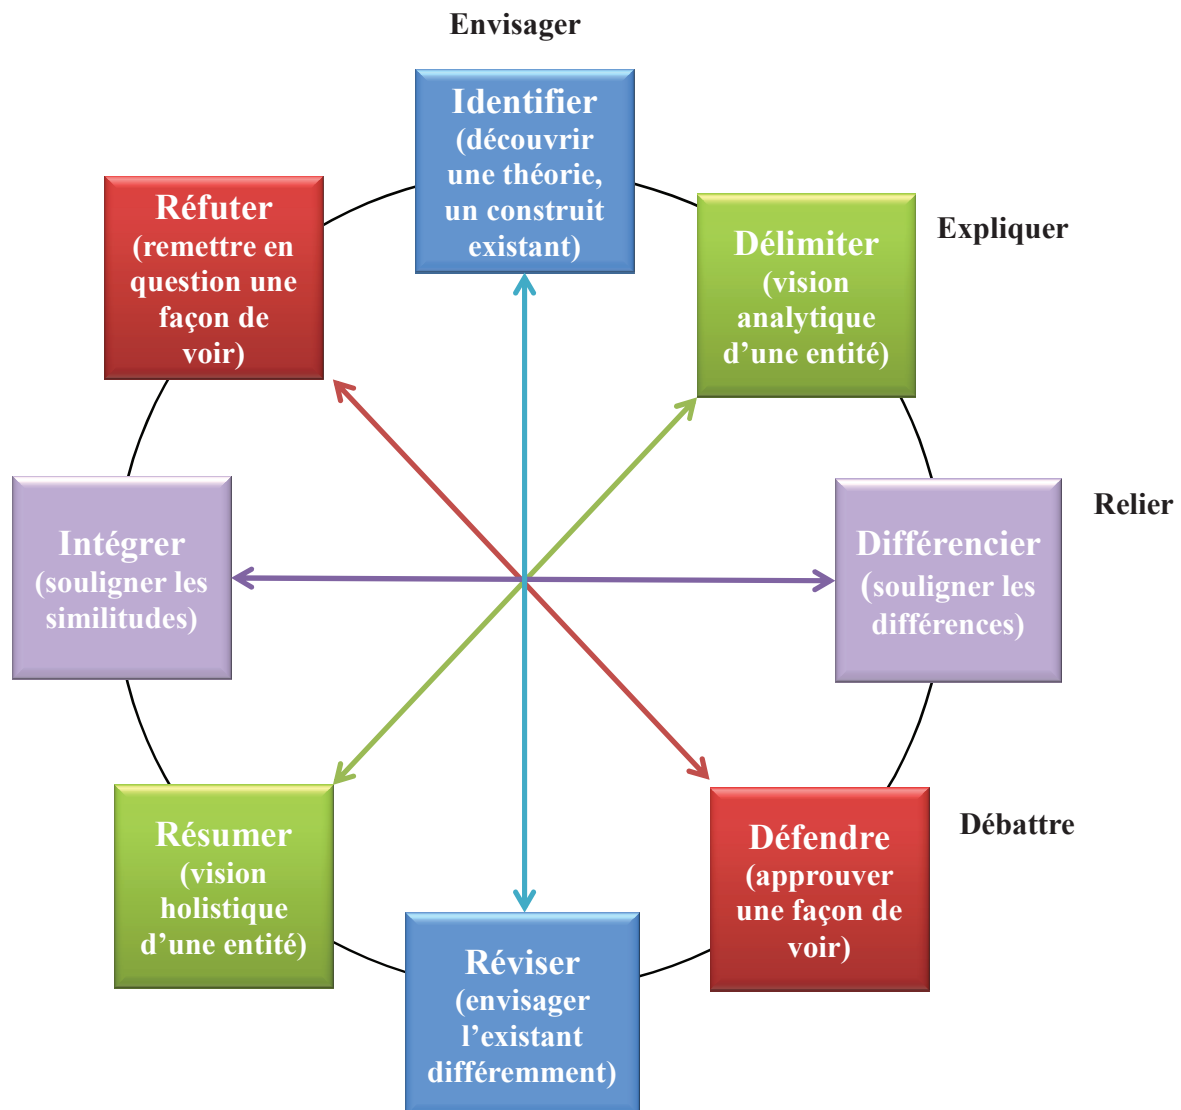 Envisager
Identifier
(découvrir
une théorie,
un construit
existant)
Réfuter
(remettre en
question une
façon de
voir)
Délimiter
(vision
analytique
d’une entité)
Expliquer
Intégrer
(souligner les
similitudes)
Différencier
(souligner les
différences)
Relier
Résumer
(vision
holistique
d’une entité)
Défendre
(approuver
une façon de
voir)
Débattre
Réviser
(envisager
l’existant
différemment)